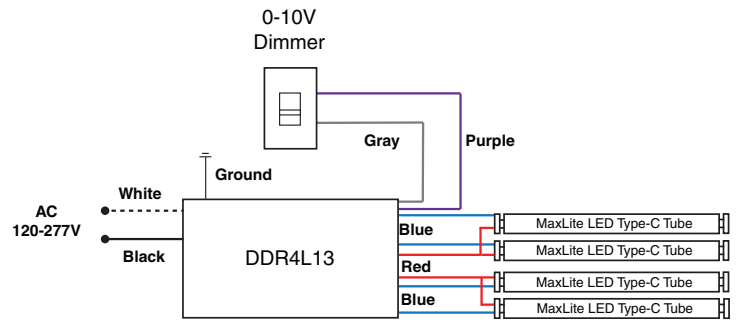 0-10V
Dimmer
Gray
Purple
Ground
White
AC
120-277V
Black
DDR4L13
Blue
Red
Blue
MaxLite LED Type-C Tube
MaxLite LED Type-C Tube
MaxLite LED Type-C Tube
MaxLite LED Type-C Tube